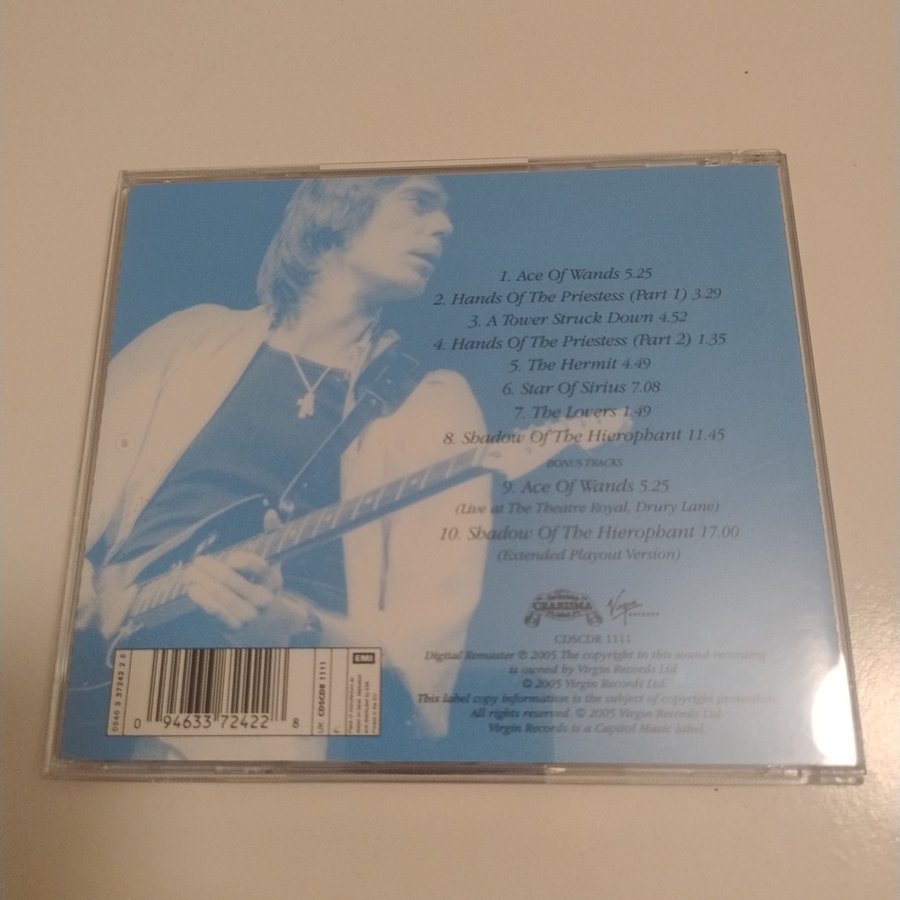 1. Ace Of Wands 5.25
2. Hands Of The Priestess (Part 1) 3.29
3. A Tower Struck Down 4.52
4. Hands Of The Priestess (Part 2) 1.35
5. The Hermit 4.49
6. Star Of Sirius 7.08
7. The Lovers 1.49
8. Shadow Of The Hierophant 11.45
BONUS TRACKS
9. Ace Of Wands 5.25
(Live at The Theatre Royal, Drury Lane)
10. Shadow Of The Hierophant 17.00
(Extended Playout Version)
CHARISMA
Virgin RECORDS
CDSCDR 1111
Digital Remaster ℗ 2005 The copyright in this sound recording
is owned by Virgin Records Ltd.
© 2005 Virgin Records Ltd.
This label copy information is the subject of copyright protection.
All rights reserved. © 2005 Virgin Records Ltd.
Virgin Records is a Capitol Music label.
0946 3 37242 2 8
0 94633 72422 8
UK: CDSCDR 1111
EMI